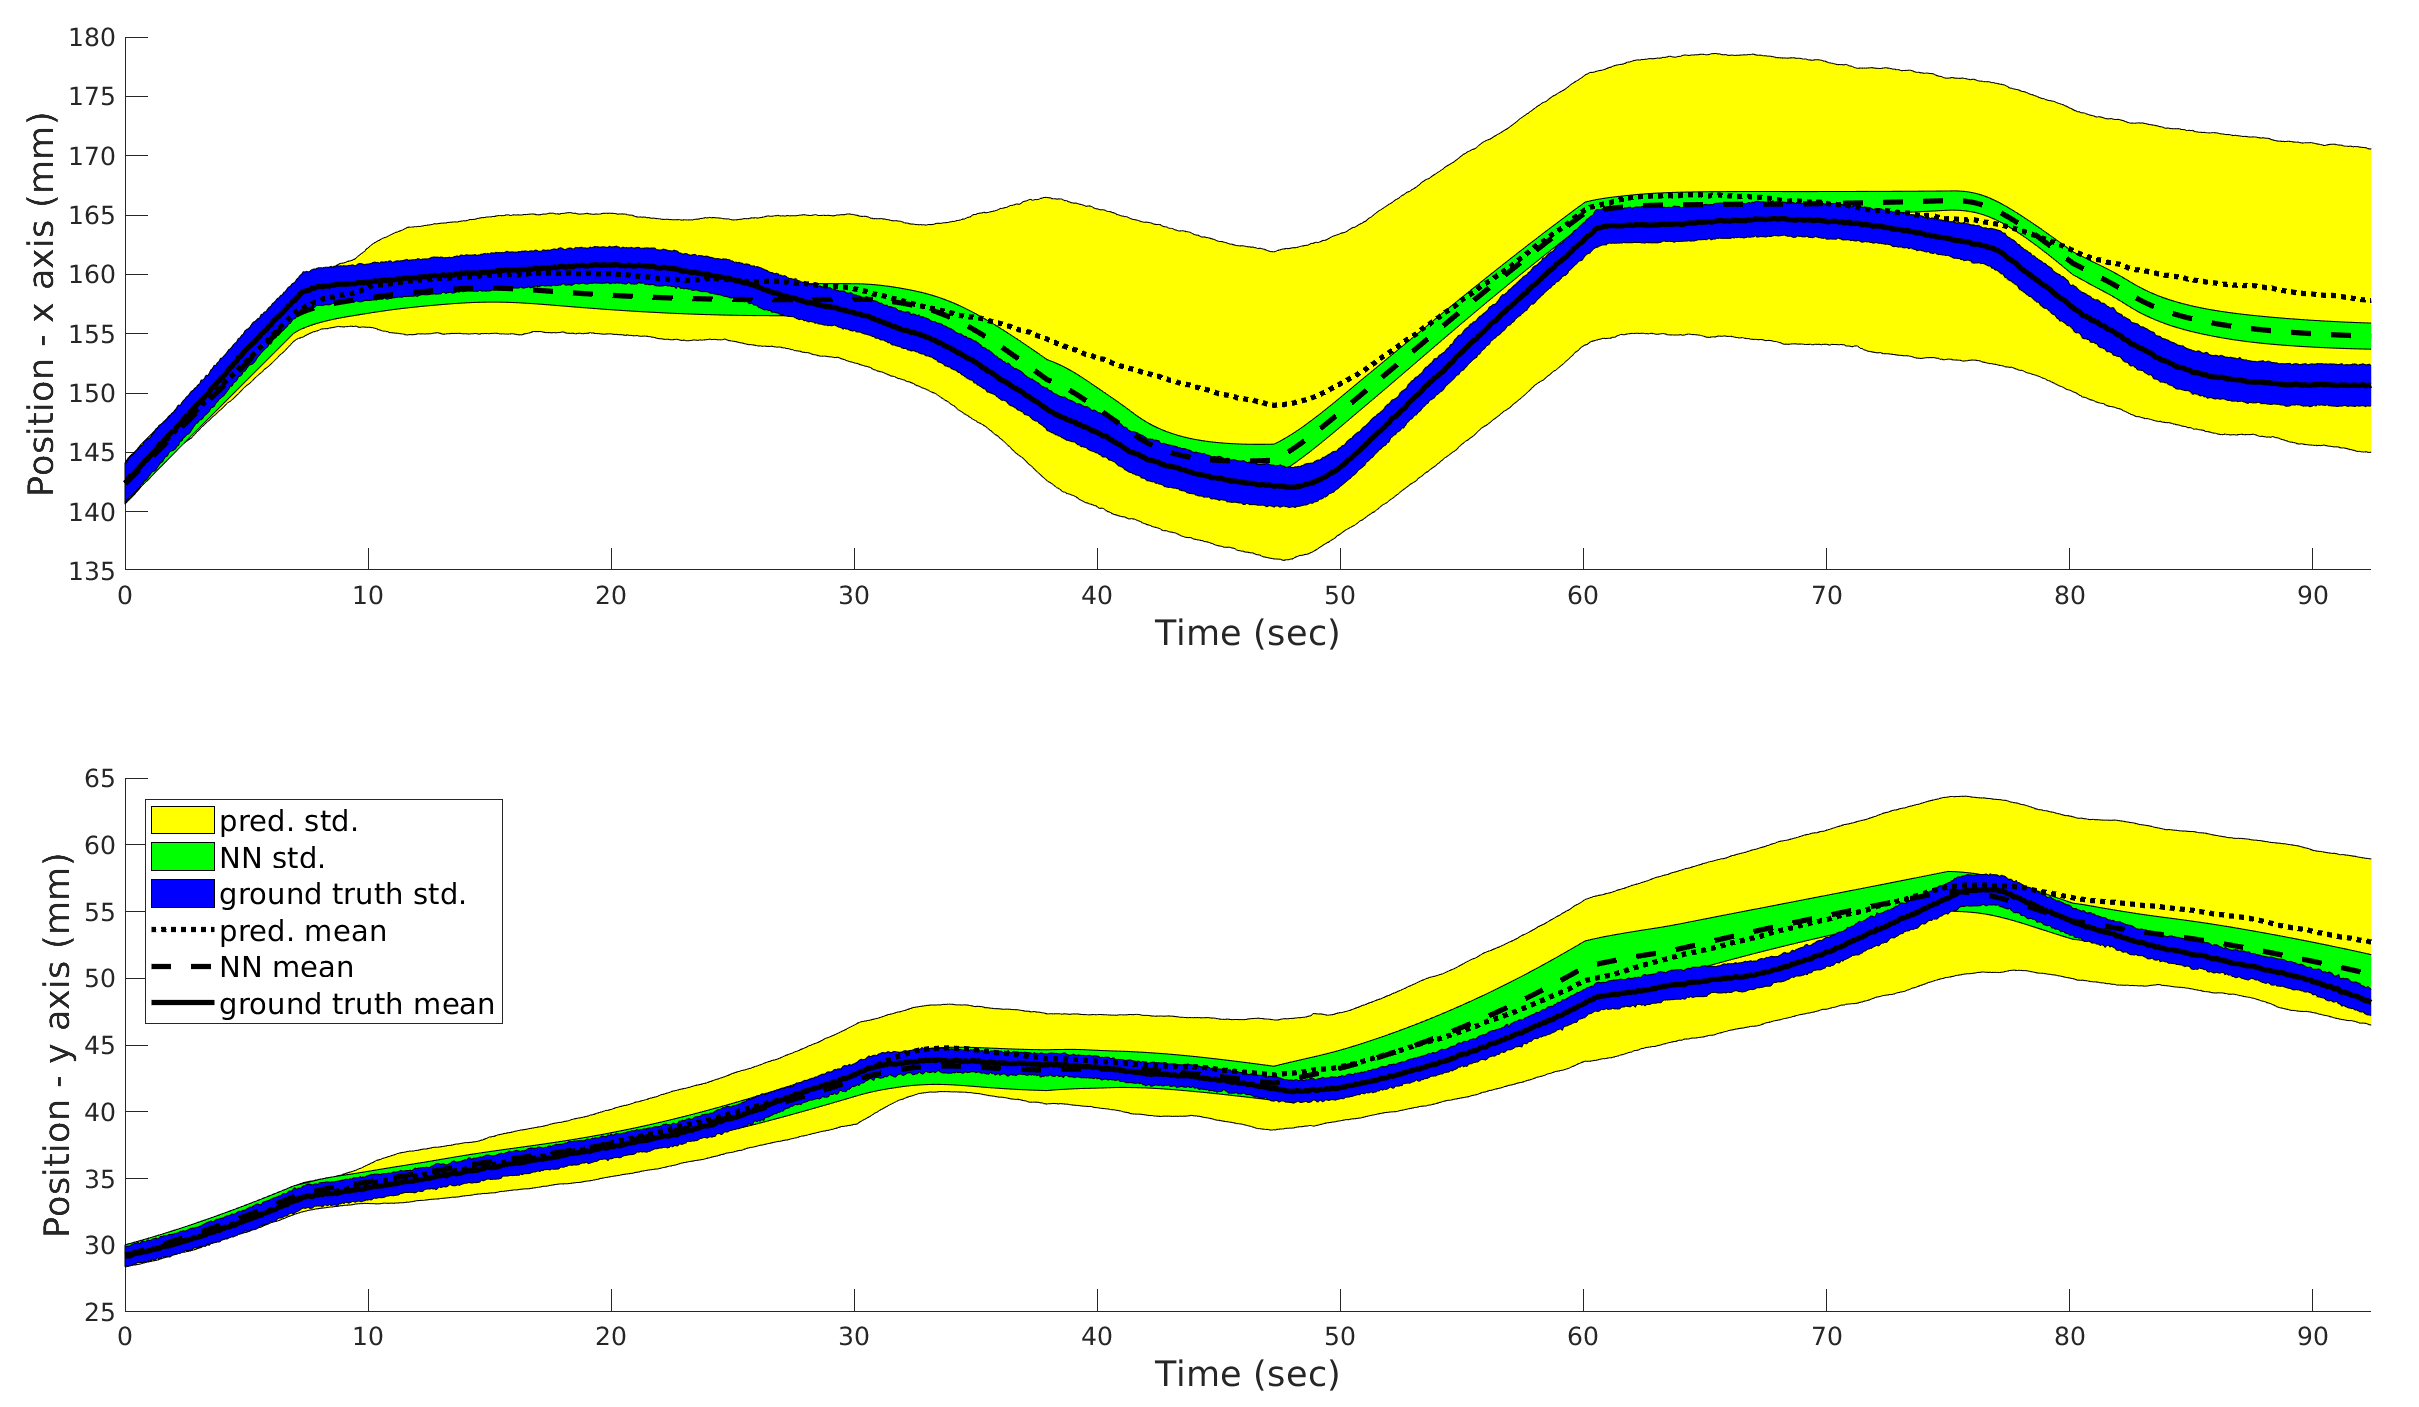 180
175
170
165
160
155
150
145
140
135
Position - x axis (mm)
0 10 20 30 40 50 60 70 80 90
Time (sec)
65
60
55
50
45
40
35
30
25
Position - y axis (mm)
pred. std.
NN std.
ground truth std.
pred. mean
NN mean
ground truth mean
0 10 20 30 40 50 60 70 80 90
Time (sec)